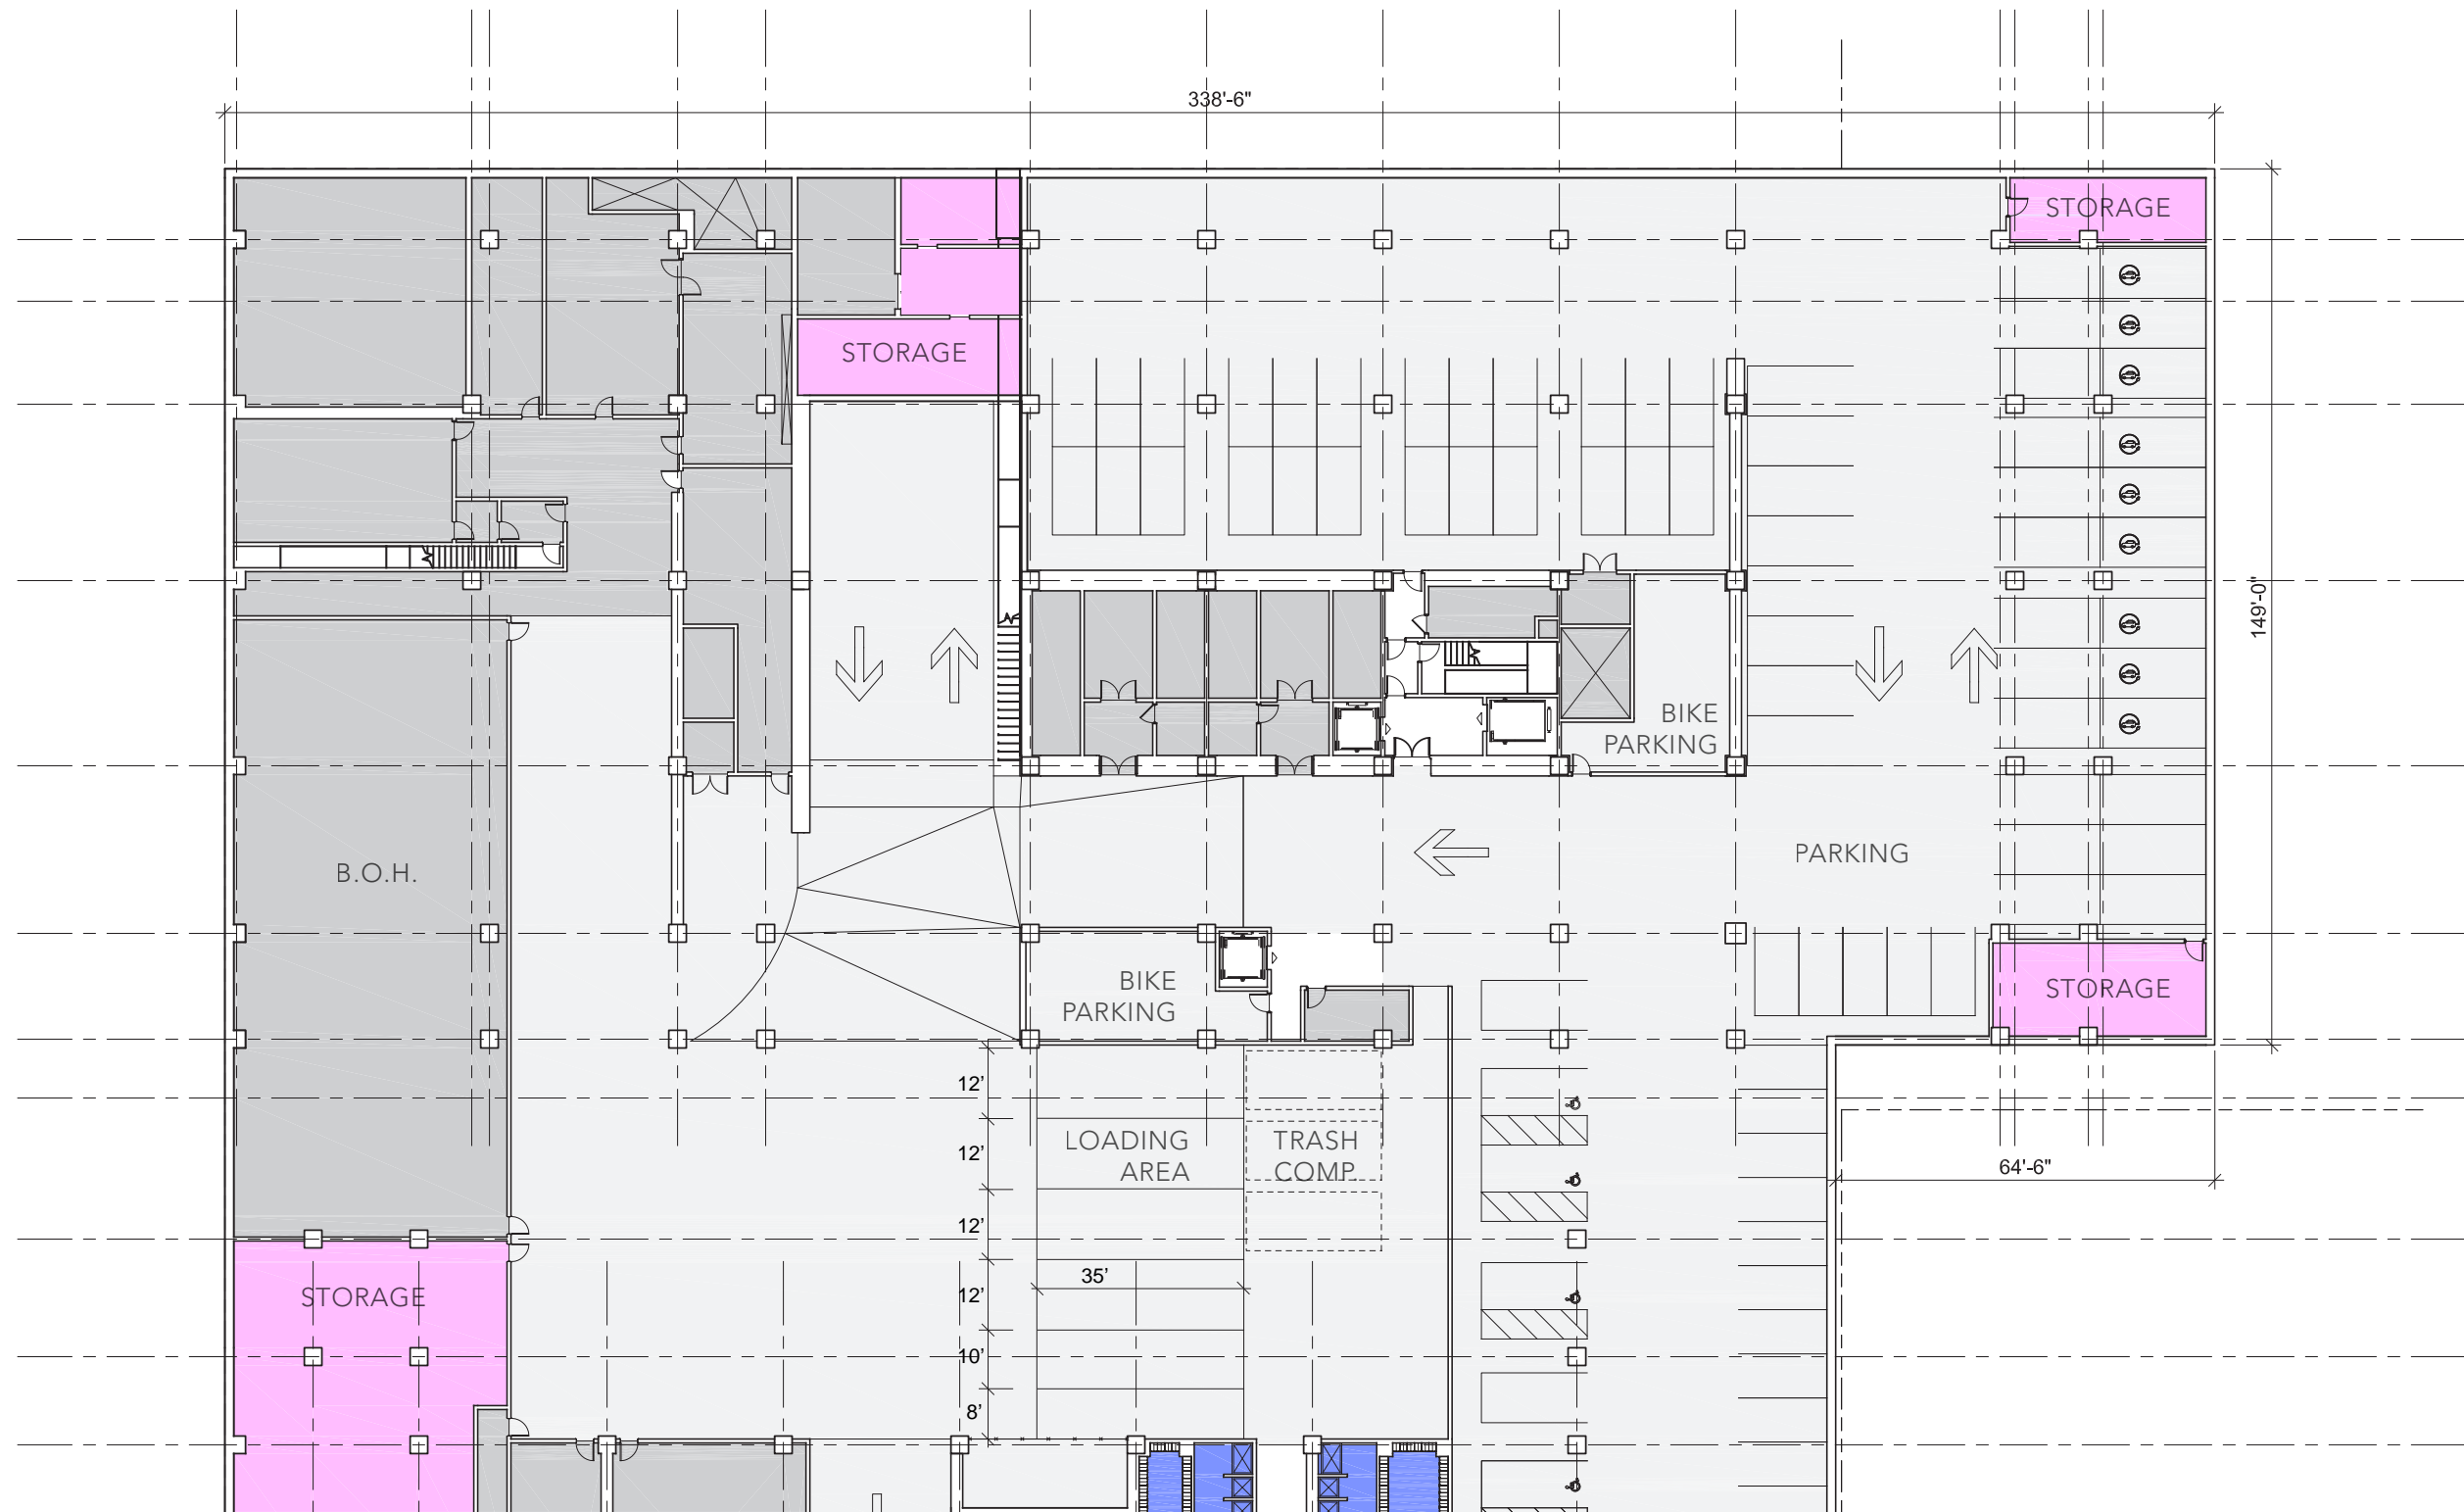 338'-6"
STORAGE
STORAGE
149'-0"
BIKE
PARKING
PARKING
B.O.H.
BIKE
PARKING
STORAGE
12’
LOADING
AREA
TRASH
COMP.
12’
64'-6"
12’
35’
STORAGE
12’
10’
8’